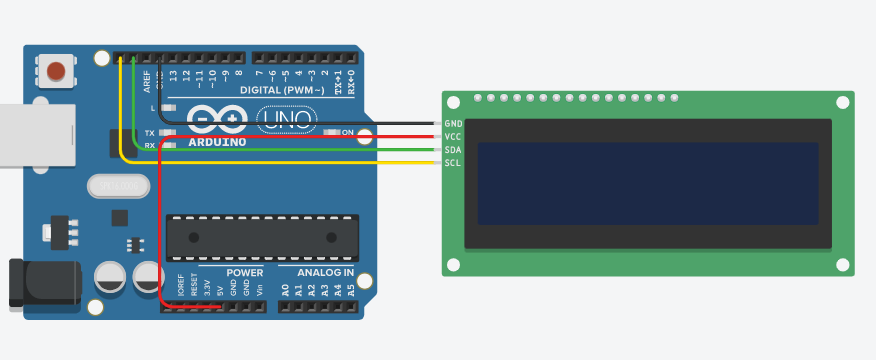 AREF
GND
13
12
~11
~10
~9
8
7
~6
~5
4
~3
2
TX→1
RX←0
DIGITAL (PWM~)
L
TX
RX
UNO
ON
ARDUINO
GND
VCC
SDA
SCL
POWER
ANALOG IN
IOREF
RESET
3.3V
5V
GND
GND
Vin
A0
A1
A2
A3
A4
A5